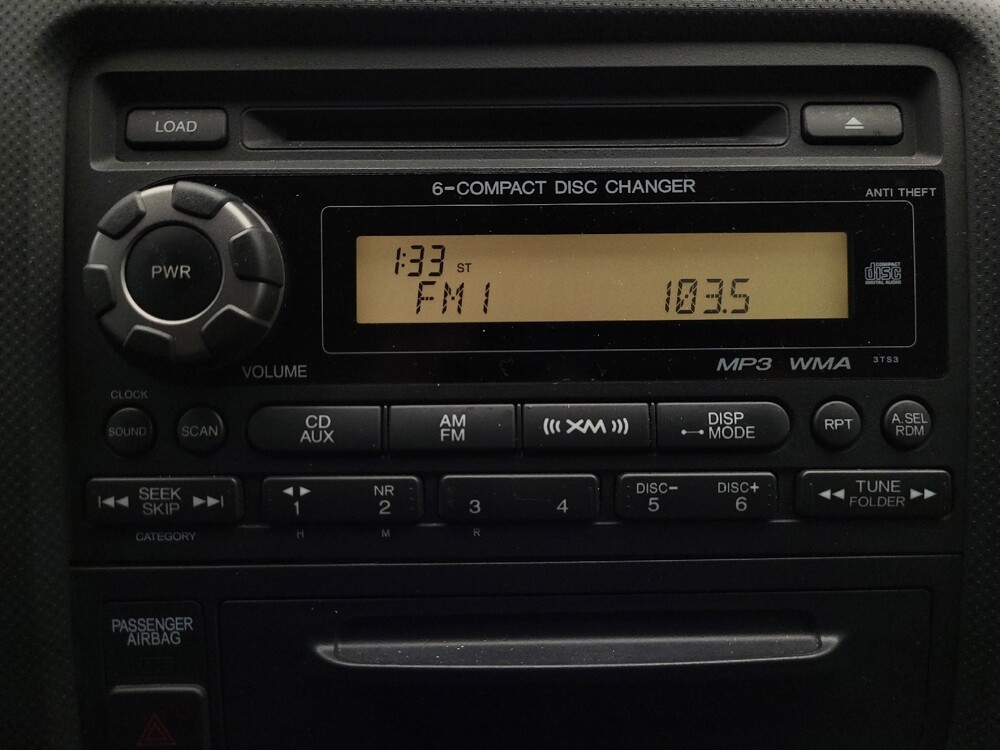 LOAD
6-COMPACT DISC CHANGER
ANTI THEFT
PWR
1:33 ST
FM1 103.5
COMPACT
disc
DIGITAL AUDIO
VOLUME
MP3 WMA 3TS3
CLOCK
SOUND
SCAN
CD
AUX
AM
FM
((( XM )))
DISP
MODE
RPT
A.SEL
RDM
SEEK
SKIP
CATEGORY
1
H
NR
2
M
3
R
4
DISC-
5
DISC+
6
TUNE
FOLDER
PASSENGER
AIRBAG